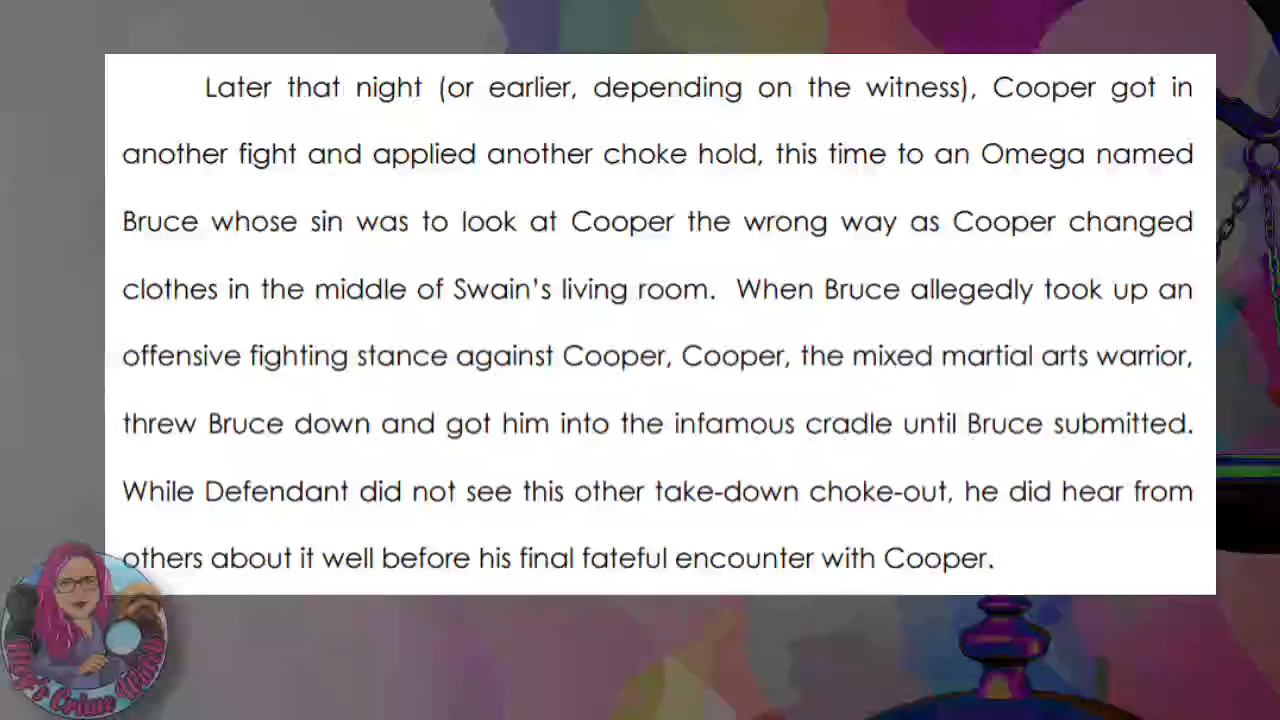 Later that night (or earlier, depending on the witness), Cooper got in
another fight and applied another choke hold, this time to an Omega named
Bruce whose sin was to look at Cooper the wrong way as Cooper changed
clothes in the middle of Swain’s living room. When Bruce allegedly took up an
offensive fighting stance against Cooper, Cooper, the mixed martial arts warrior,
threw Bruce down and got him into the infamous cradle until Bruce submitted.
While Defendant did not see this other take-down choke-out, he did hear from
others about it well before his final fateful encounter with Cooper.
Crime